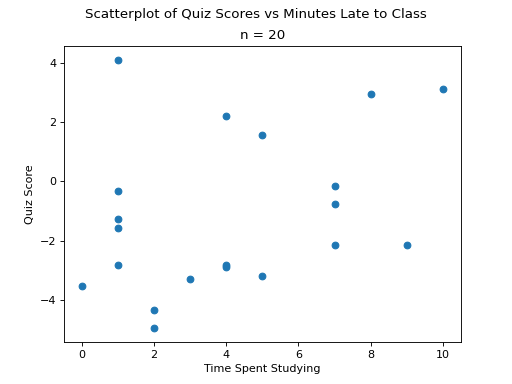 Scatterplot of Quiz Scores vs Minutes Late to Class
n = 20
4
2
0
−2
−4
Quiz Score
0 2 4 6 8 10
Time Spent Studying